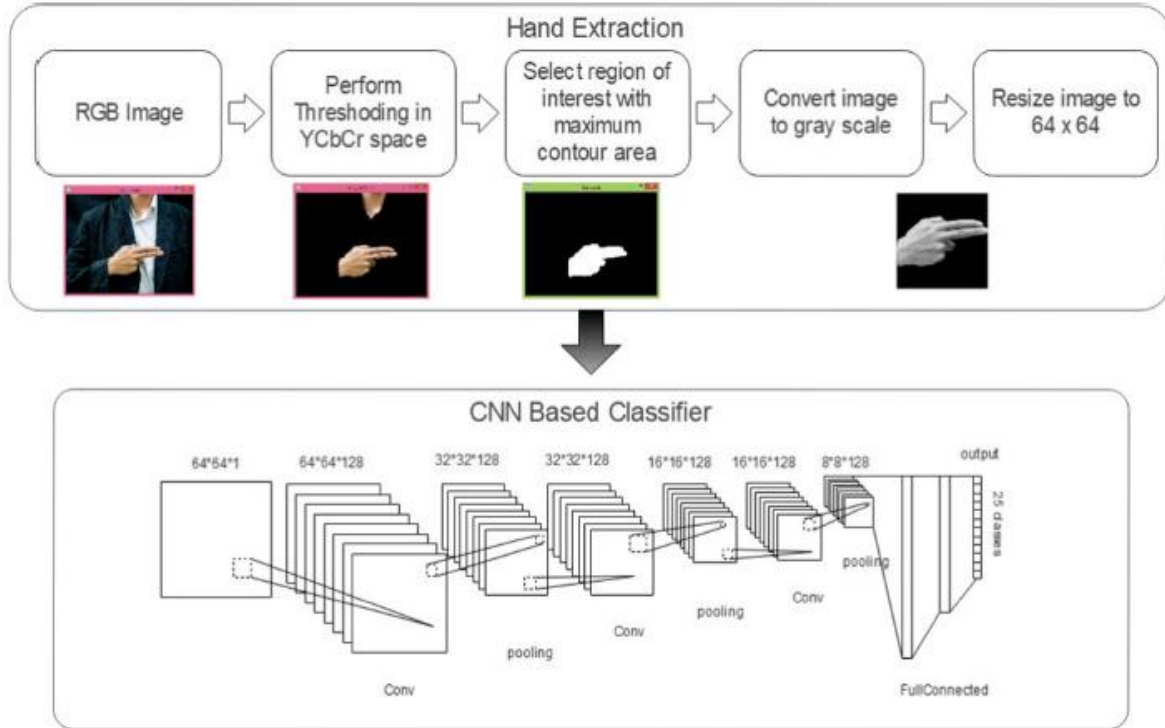 Hand Extraction
RGB Image
Perform
Threshoding in
YCbCr space
Select region of
interest with
maximum
contour area
Convert image
to gray scale
Resize image to
64 x 64
CNN Based Classifier
64*64*1
64*64*128
32*32*128
32*32*128
16*16*128
16*16*128
8*8*128
output
25 classes
Conv
pooling
Conv
pooling
Conv
pooling
FullConnected